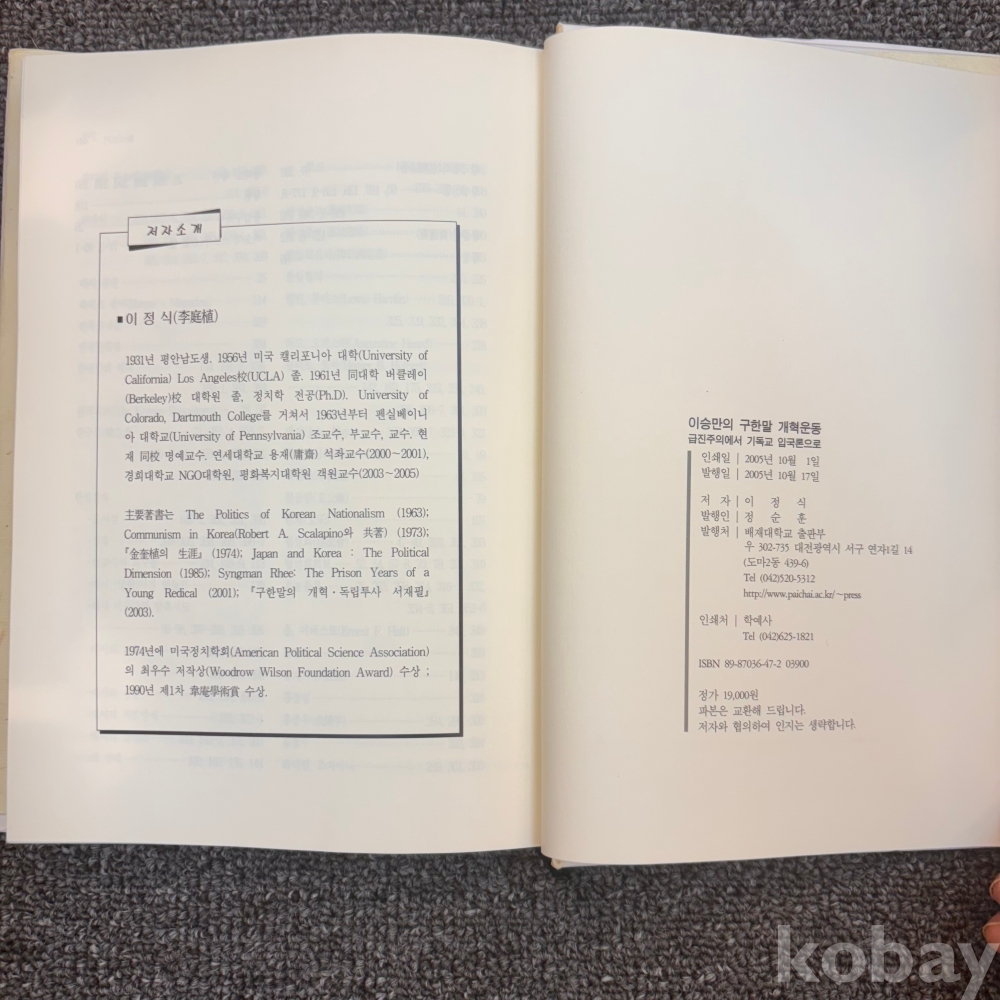 저자소개
■이 정 식(李庭植)
1931년 평안남도생. 1956년 미국 캘리포니아 대학(University of
California) Los Angeles校(UCLA) 졸. 1961년 同대학 버클레이
(Berkeley)校 대학원 졸, 정치학 전공(Ph.D). University of
Colorado, Dartmouth College를 거쳐서 1963년부터 펜실베이니
아 대학교(University of Pennsylvania) 조교수, 부교수, 교수. 현
재 同校 명예교수. 연세대학교 용재(庸齋) 석좌교수(2000~2001),
경희대학교 NGO대학원, 평화복지대학원 객원교수(2003~2005)
主要著書는 The Politics of Korean Nationalism (1963);
Communism in Korea(Robert A. Scalapino와 共著) (1973);
『金奎植의 生涯』 (1974); Japan and Korea : The Political
Dimension (1985); Syngman Rhee: The Prison Years of a
Young Redical (2001); 『구한말의 개혁·독립투사 서재필』
(2003).
1974년에 미국정치학회(American Political Science Association)
의 최우수 저작상(Woodrow Wilson Foundation Award) 수상 ;
1990년 제1차 韋庵學術賞 수상.
이승만의 구한말 개혁운동
급진주의에서 기독교 입국론으로
인쇄일 | 2005년 10월 1일
발행일 | 2005년 10월 17일
저 자 | 이 정 식
발행인 | 정 순 훈
발행처 | 배재대학교 출판부
우 302-735 대전광역시 서구 연자1길 14
(도마2동 439-6)
Tel (042)520-5312
http://www.paichai.ac.kr/~press
인쇄처 | 학예사
Tel (042)625-1821
ISBN 89-87036-47-2 03900
정가 19,000원
파본은 교환해 드립니다.
저자와 협의하여 인지는 생략합니다.
kobay